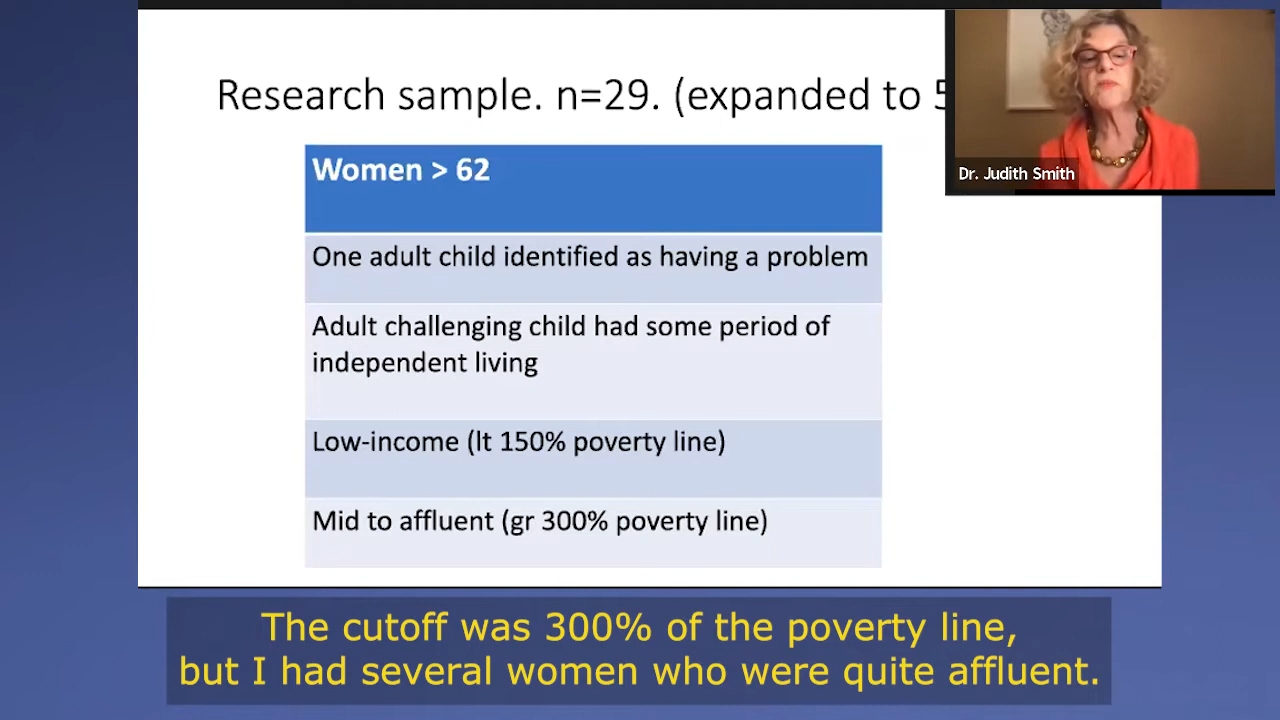 Research sample. n=29. (expanded to
Dr. Judith Smith
Women > 62
One adult child identified as having a problem
Adult challenging child had some period of
independent living
Low-income (lt 150% poverty line)
Mid to affluent (gr 300% poverty line)
The cutoff was 300% of the poverty line,
but I had several women who were quite affluent.